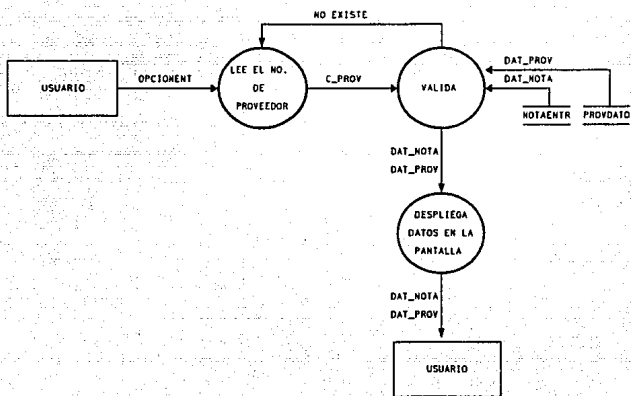 NO EXISTE
USUARIO
OPCIONENT
LEE EL NO.
DE
PROVEEDOR
C_PROV
VALIDA
DAT_PROV
DAT_NOTA
NOTAENTR
PROVDATO
DAT_NOTA
DAT_PROV
DESPLIEGA
DATOS EN LA
PANTALLA
DAT_NOTA
DAT_PROV
USUARIO